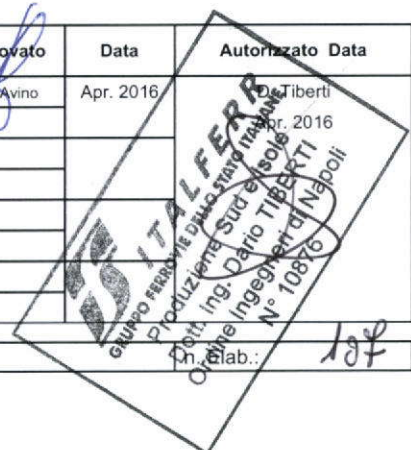 ovato Data Autorizzato Data
Avino Apr. 2016 D. Tiberti
Apr. 2016
ITALFERR
GRUPPO FERROVIE DELLO STATO ITALIANE
Produzione Sud e Isole
Dott. Ing. Dario TIBERTI
Ordine Ingegneri di Napoli
N° 10876
n. Elab.: